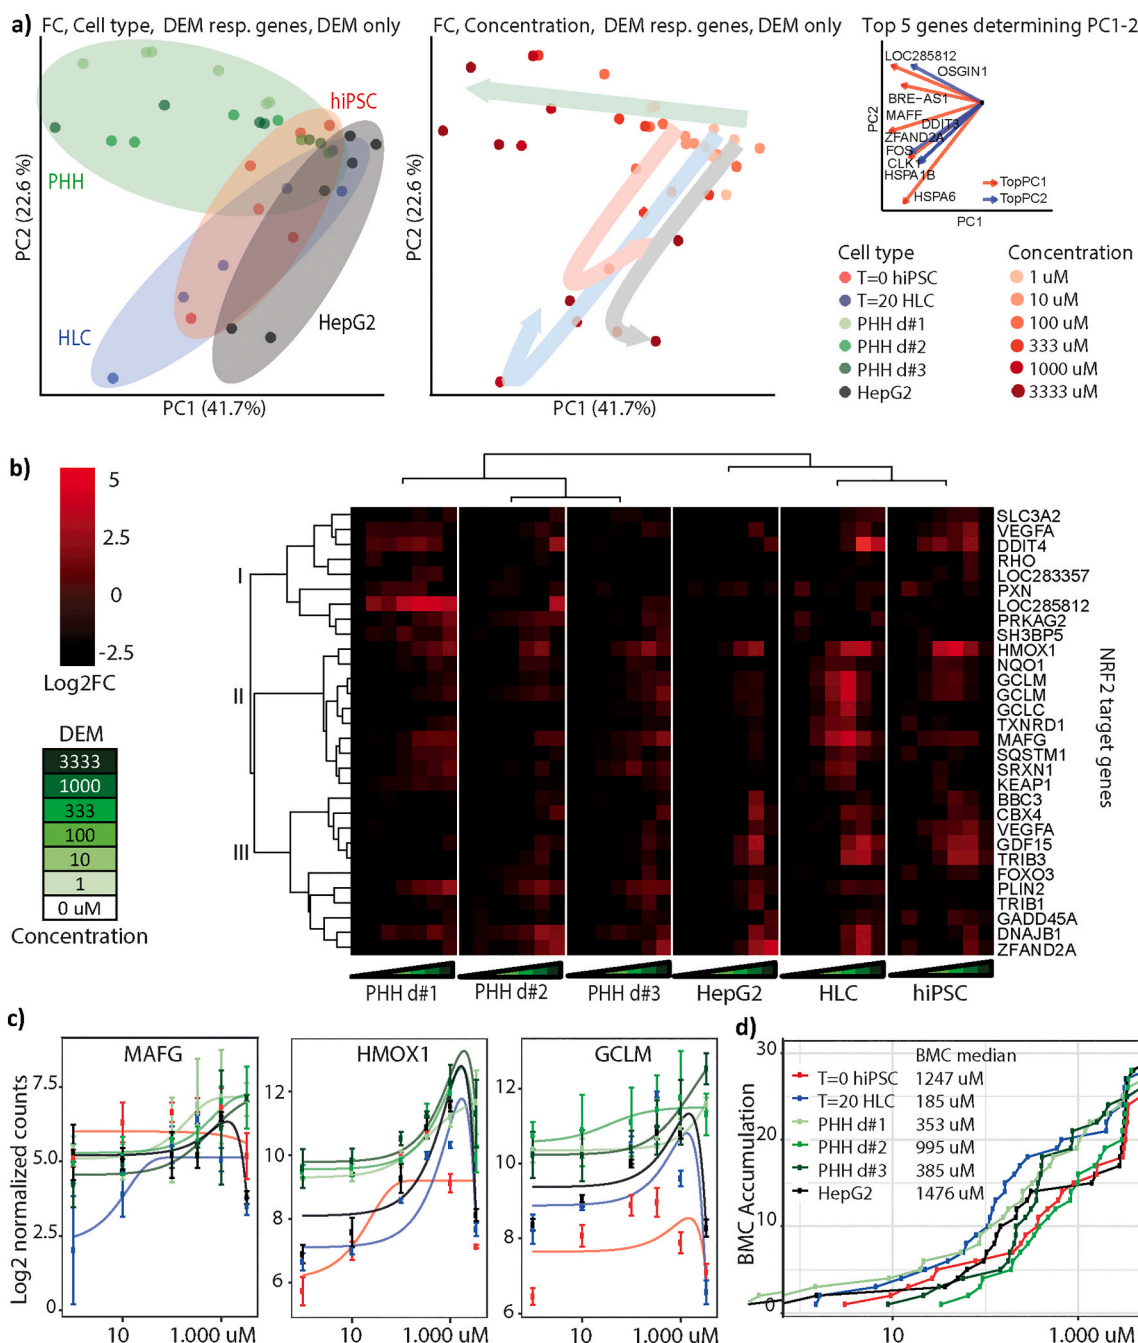 a)
FC, Cell type, DEM resp. genes, DEM only
FC, Concentration, DEM resp. genes, DEM only
Top 5 genes determining PC1-2
hiPSC
PHH
HLC
HepG2
PC2 (22.6 %)
PC1 (41.7%)
PC2 (22.6 %)
PC1 (41.7%)
LOC285812
OSGIN1
BRE-AS1
MAFF
DDIT3
ZFAND2A
FOS
CLK1
HSPA1B
HSPA6
TopPC1
TopPC2
PC2
PC1
Cell type
T=0 hiPSC
T=20 HLC
PHH d#1
PHH d#2
PHH d#3
HepG2
Concentration
1 uM
10 uM
100 uM
333 uM
1000 uM
3333 uM
b)
5
2.5
0
-2.5
Log2FC
DEM
3333
1000
333
100
10
1
0 uM
Concentration
I
II
III
SLC3A2
VEGFA
DDIT4
RHO
LOC283357
PXN
LOC285812
PRKAG2
SH3BP5
HMOX1
NQO1
GCLM
GCLM
GCLC
TXNRD1
MAFG
SQSTM1
SRXN1
KEAP1
BBC3
CBX4
VEGFA
GDF15
TRIB3
FOXO3
PLIN2
TRIB1
GADD45A
DNAJB1
ZFAND2A
NRF2 target genes
PHH d#1
PHH d#2
PHH d#3
HepG2
HLC
hiPSC
c)
MAFG
Log2 normalized counts
7.5
5.0
2.5
0
10
1.000 uM
HMOX1
12
10
8
6
10
1.000 uM
GCLM
12
10
8
6
10
1.000 uM
d)
BMC Accumulation
30
20
10
0
BMC median
T=0 hiPSC 1247 uM
T=20 HLC 185 uM
PHH d#1 353 uM
PHH d#2 995 uM
PHH d#3 385 uM
HepG2 1476 uM
10
1.000 uM